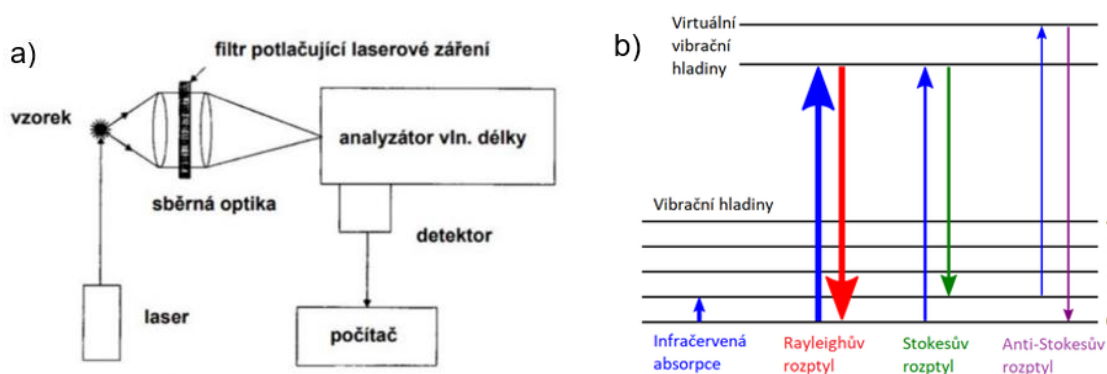 a)
filtr potlačující laserové záření
vzorek
analyzátor vln. délky
sběrná optika
detektor
laser
počítač
b)
Virtuální
vibrační
hladiny
Vibrační hladiny
Infračervená
absorpce
Rayleighův
rozptyl
Stokesův
rozptyl
Anti-Stokesův
rozptyl